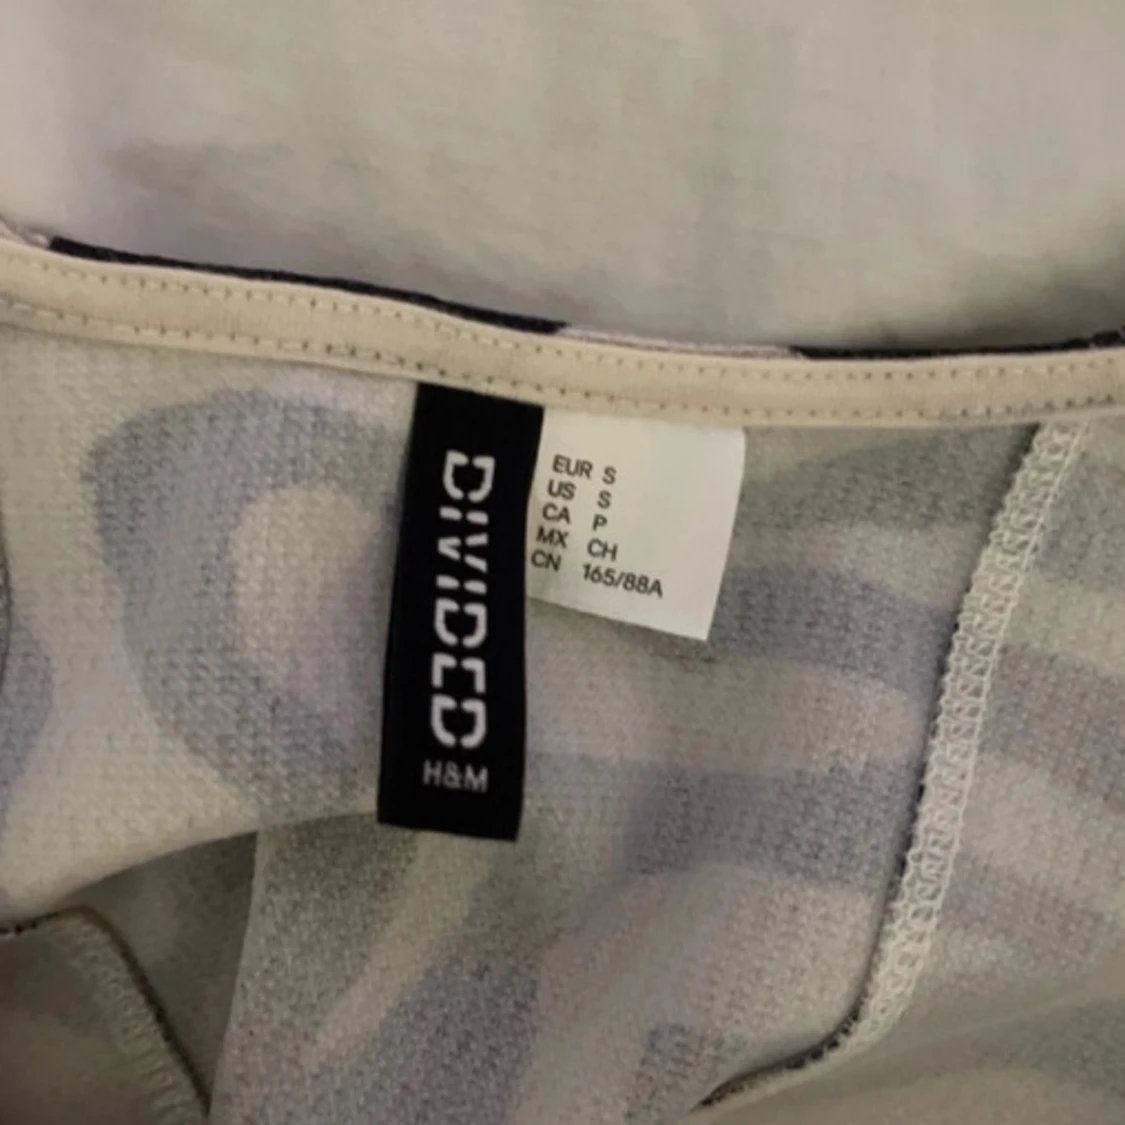 DIVIDED
H&M
EUR S
US S
CA P
MX CH
CN 165/88A